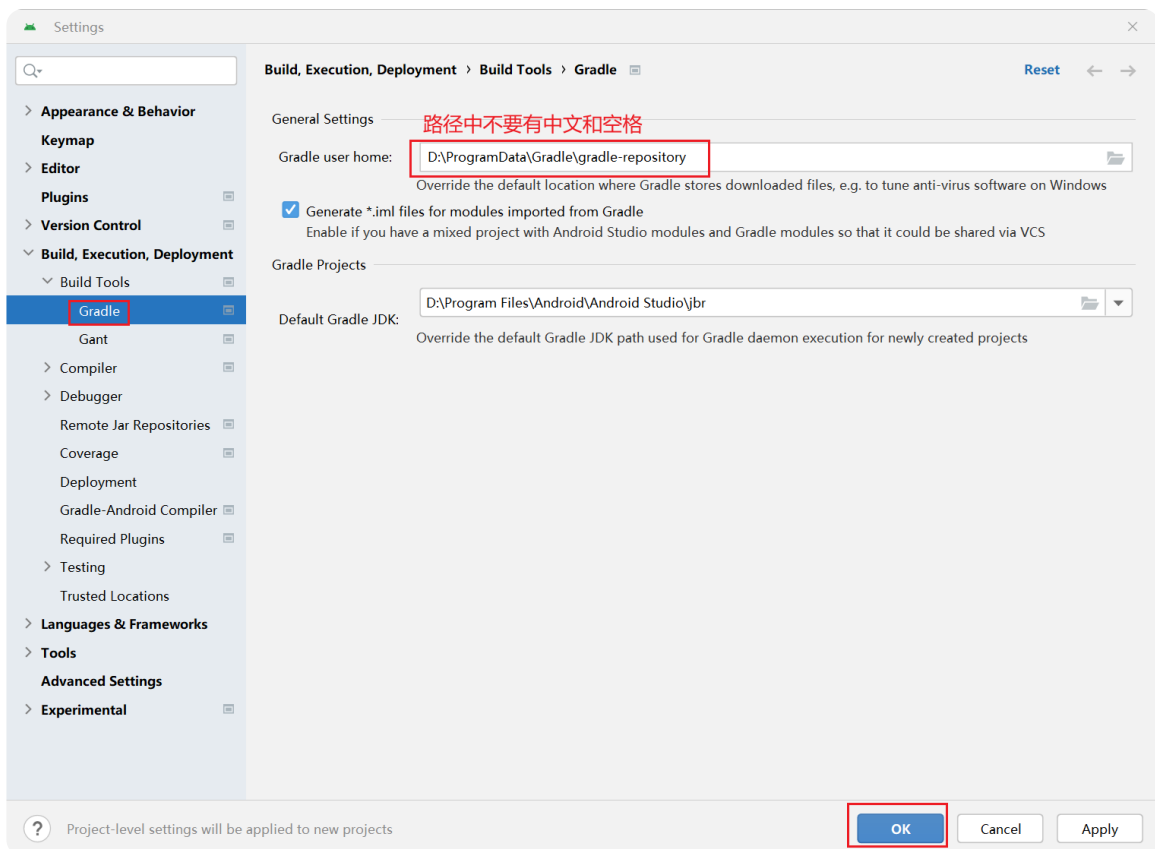 Settings
Build, Execution, Deployment › Build Tools › Gradle
Reset
Appearance & Behavior
Keymap
Editor
Plugins
Version Control
Build, Execution, Deployment
Build Tools
Gradle
Gant
Compiler
Debugger
Remote Jar Repositories
Coverage
Deployment
Gradle-Android Compiler
Required Plugins
Testing
Trusted Locations
Languages & Frameworks
Tools
Advanced Settings
Experimental
General Settings
路径中不要有中文和空格
Gradle user home: D:\ProgramData\Gradle\gradle-repository
Override the default location where Gradle stores downloaded files, e.g. to tune anti-virus software on Windows
Generate *.iml files for modules imported from Gradle
Enable if you have a mixed project with Android Studio modules and Gradle modules so that it could be shared via VCS
Gradle Projects
Default Gradle JDK: D:\Program Files\Android\Android Studio\jbr
Override the default Gradle JDK path used for Gradle daemon execution for newly created projects
? Project-level settings will be applied to new projects
OK Cancel Apply